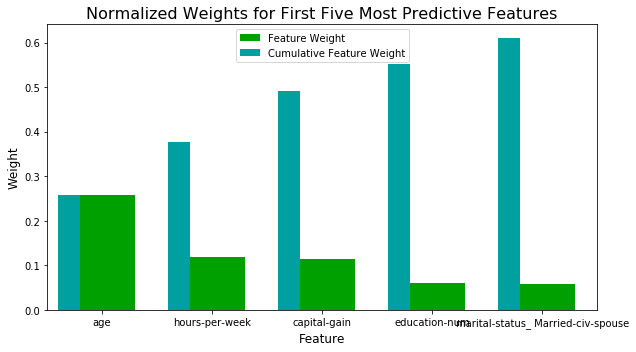 Normalized Weights for First Five Most Predictive Features
Feature Weight
Cumulative Feature Weight
Weight
0.6
0.5
0.4
0.3
0.2
0.1
0.0
age hours-per-week capital-gain education-num marital-status_ Married-civ-spouse
Feature